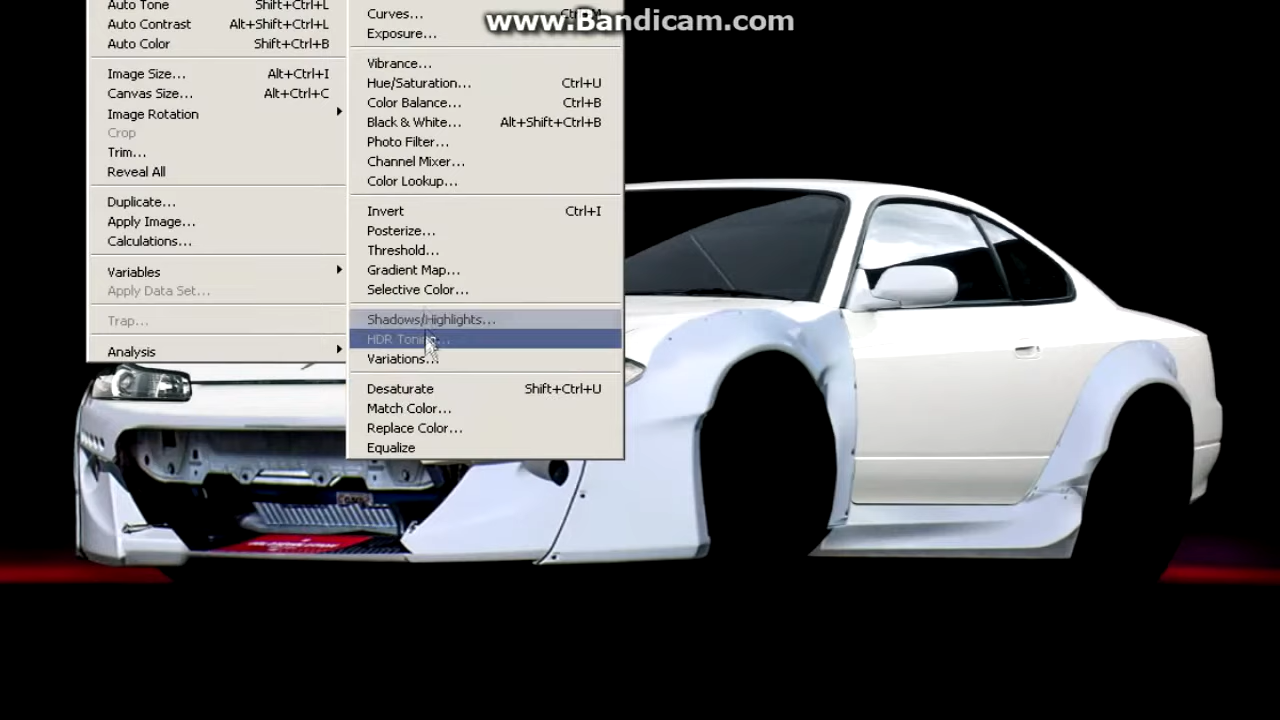 www.Bandicam.com
Auto Tone Shift+Ctrl+L
Auto Contrast Alt+Shift+Ctrl+L
Auto Color Shift+Ctrl+B
Image Size... Alt+Ctrl+I
Canvas Size... Alt+Ctrl+C
Image Rotation
Crop
Trim...
Reveal All
Duplicate...
Apply Image...
Calculations...
Variables
Apply Data Set...
Trap...
Analysis
Curves...
Exposure...
Vibrance...
Hue/Saturation... Ctrl+U
Color Balance... Ctrl+B
Black & White... Alt+Shift+Ctrl+B
Photo Filter...
Channel Mixer...
Color Lookup...
Invert Ctrl+I
Posterize...
Threshold...
Gradient Map...
Selective Color...
Shadows/Highlights...
HDR Toning...
Variations...
Desaturate Shift+Ctrl+U
Match Color...
Replace Color...
Equalize